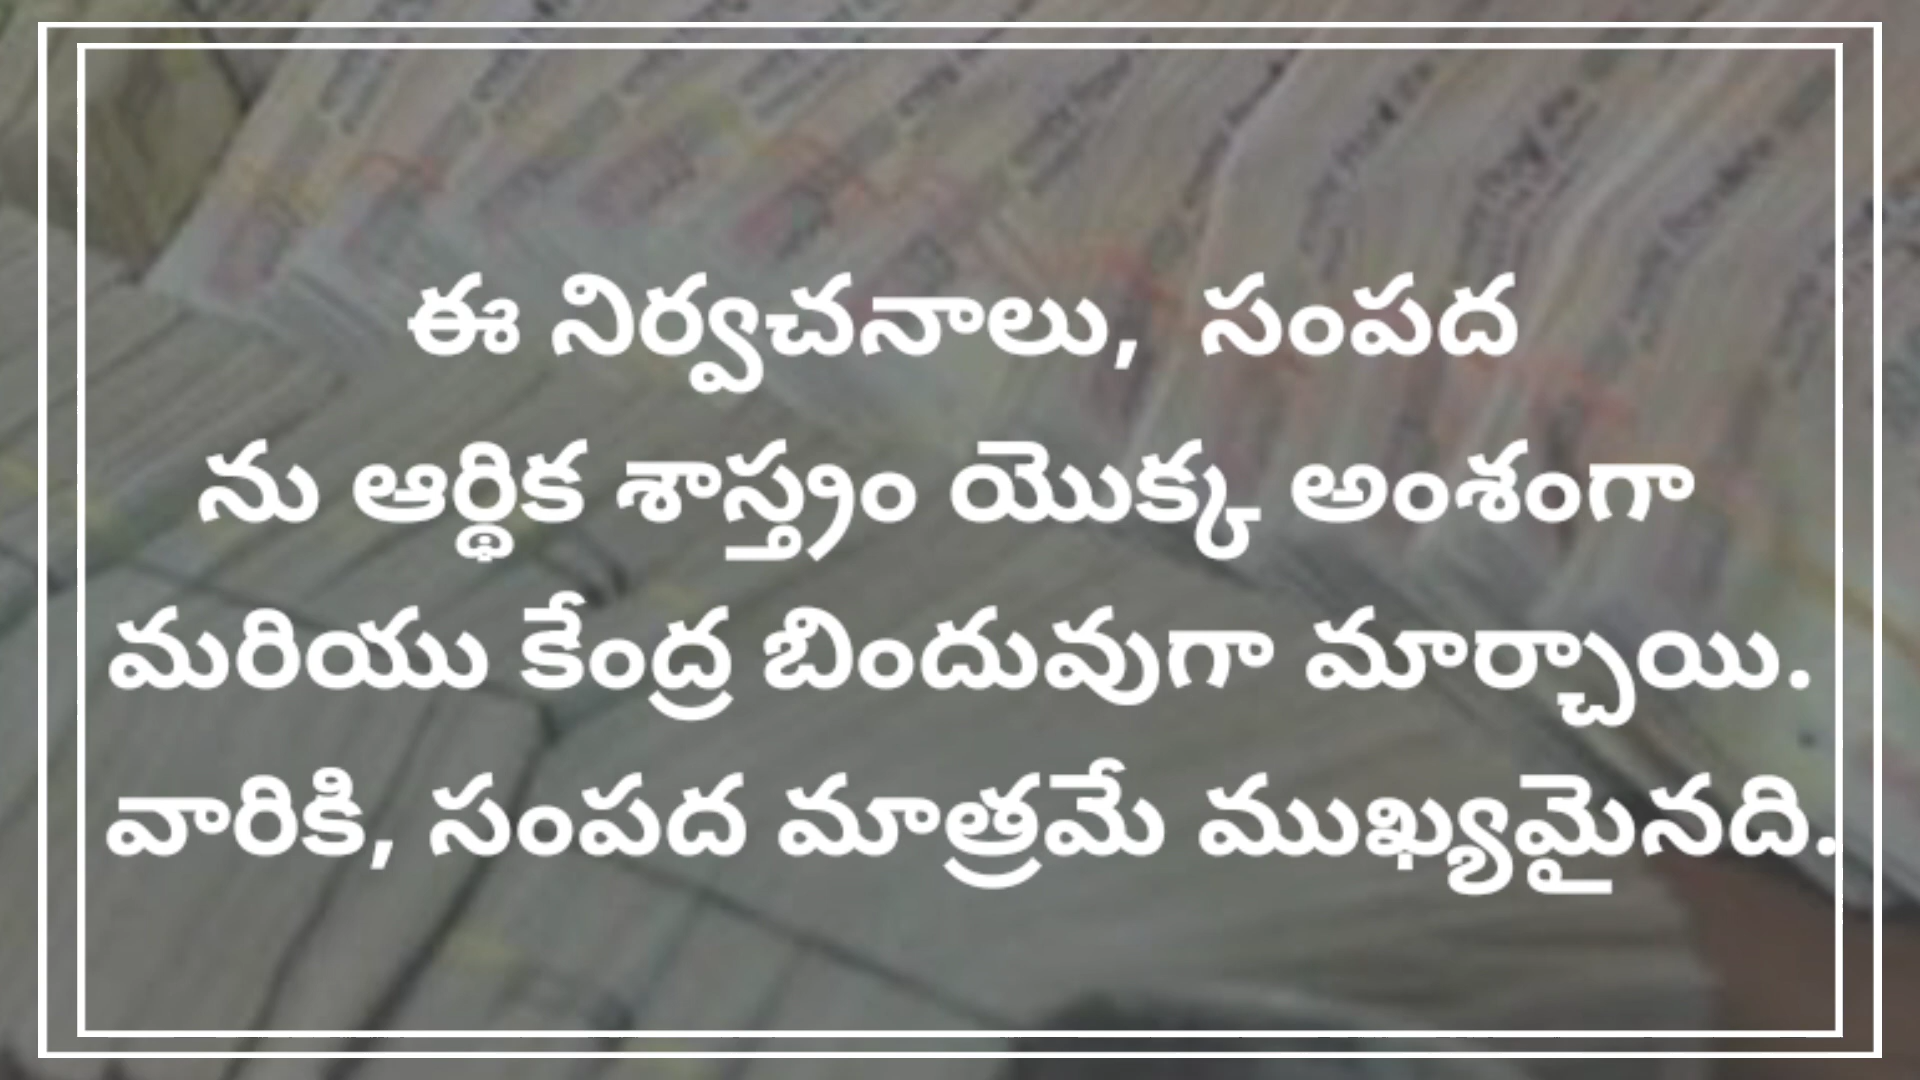 ఈ నిర్వచనాలు, సంపద
ను ఆర్థిక శాస్త్రం యొక్క అంశంగా
మరియు కేంద్ర బిందువుగా మార్చాయి.
వారికి, సంపద మాత్రమే ముఖ్యమైనది.